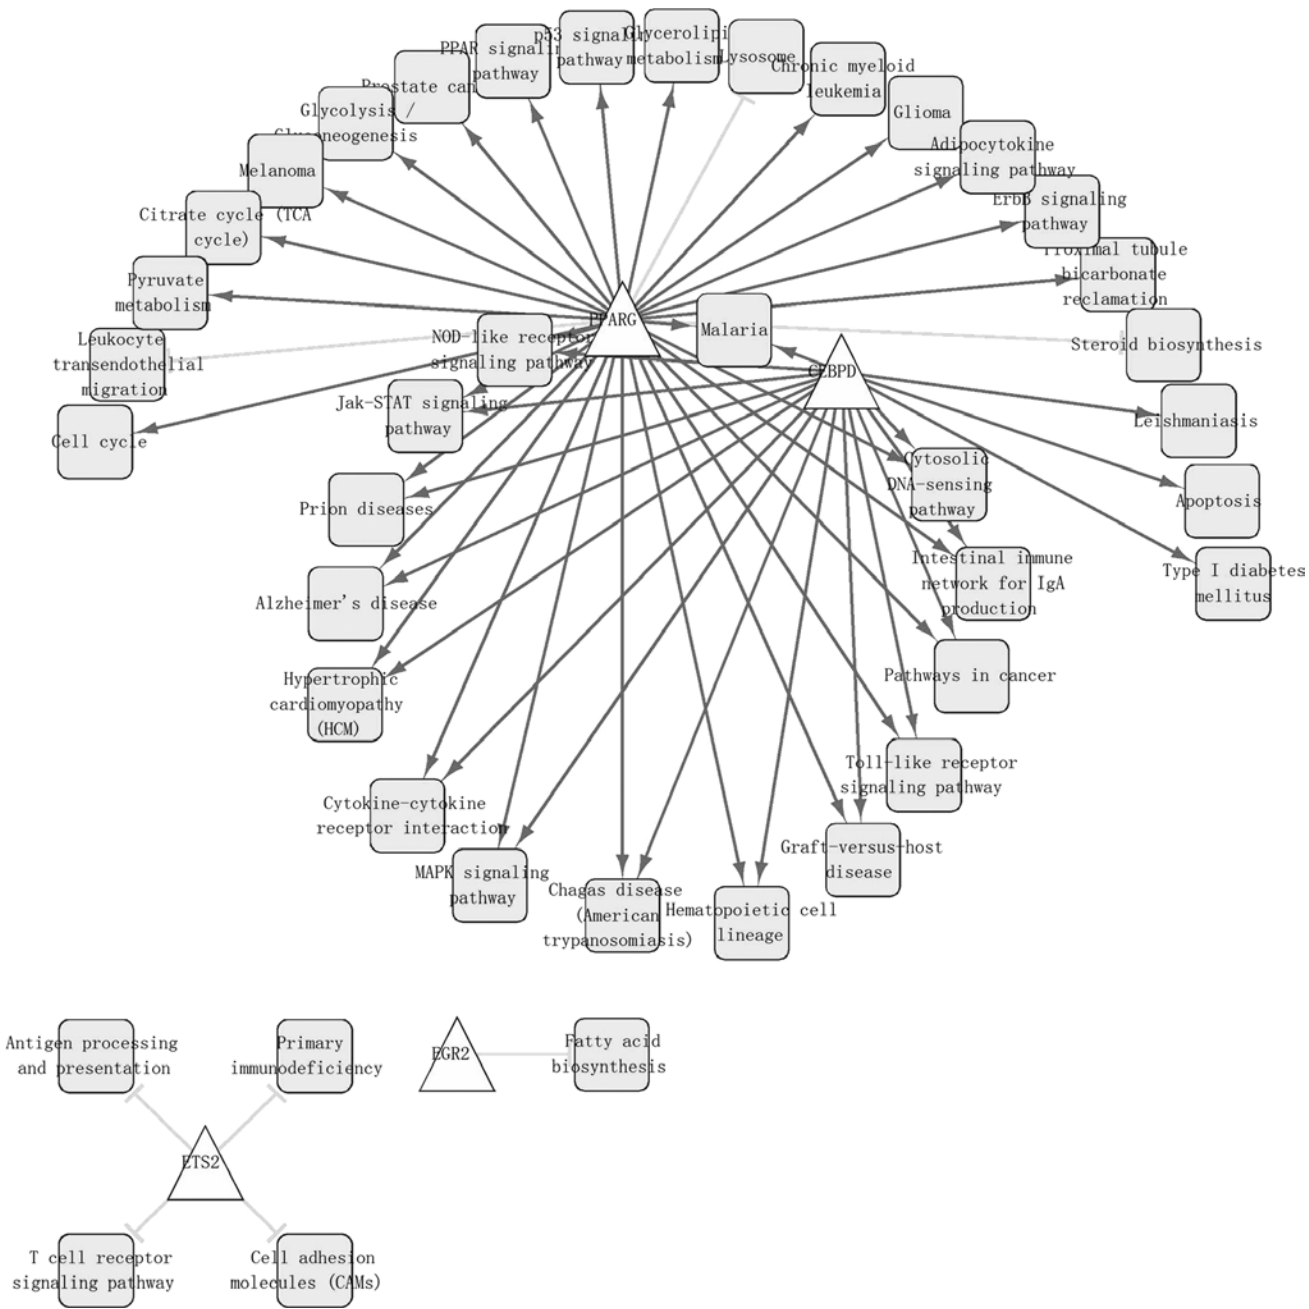 p53 signalin
pathway
Glycerolipi
metabolism
PPAR signalin
pathway
Lysosome
Chronic myeloid
leukemia
Prostate can
Glycolysis /
Gluconeogenesis
Glioma
Adipocytokine
signaling pathway
Melanoma
ErbB signaling
pathway
Citrate cycle (TCA
cycle)
Proximal tubule
bicarbonate
reclamation
Pyruvate
metabolism
PPARG
Malaria
NOD-like receptor
signaling pathway
Leukocyte
transendothelial
migration
Steroid biosynthesis
CEBPD
Jak-STAT signaling
pathway
Leishmaniasis
Cell cycle
Cytosolic
DNA-sensing
pathway
Apoptosis
Prion diseases
Intestinal immune
network for IgA
production
Type I diabetes
mellitus
Alzheimer's disease
Pathways in cancer
Hypertrophic
cardiomyopathy
(HCM)
Toll-like receptor
signaling pathway
Cytokine-cytokine
receptor interaction
Graft-versus-host
disease
MAPK signaling
pathway
Chagas disease
(American
trypanosomiasis)
Hematopoietic cell
lineage
Antigen processing
and presentation
Primary
immunodeficiency
EGR2
Fatty acid
biosynthesis
ETS2
T cell receptor
signaling pathway
Cell adhesion
molecules (CAMs)